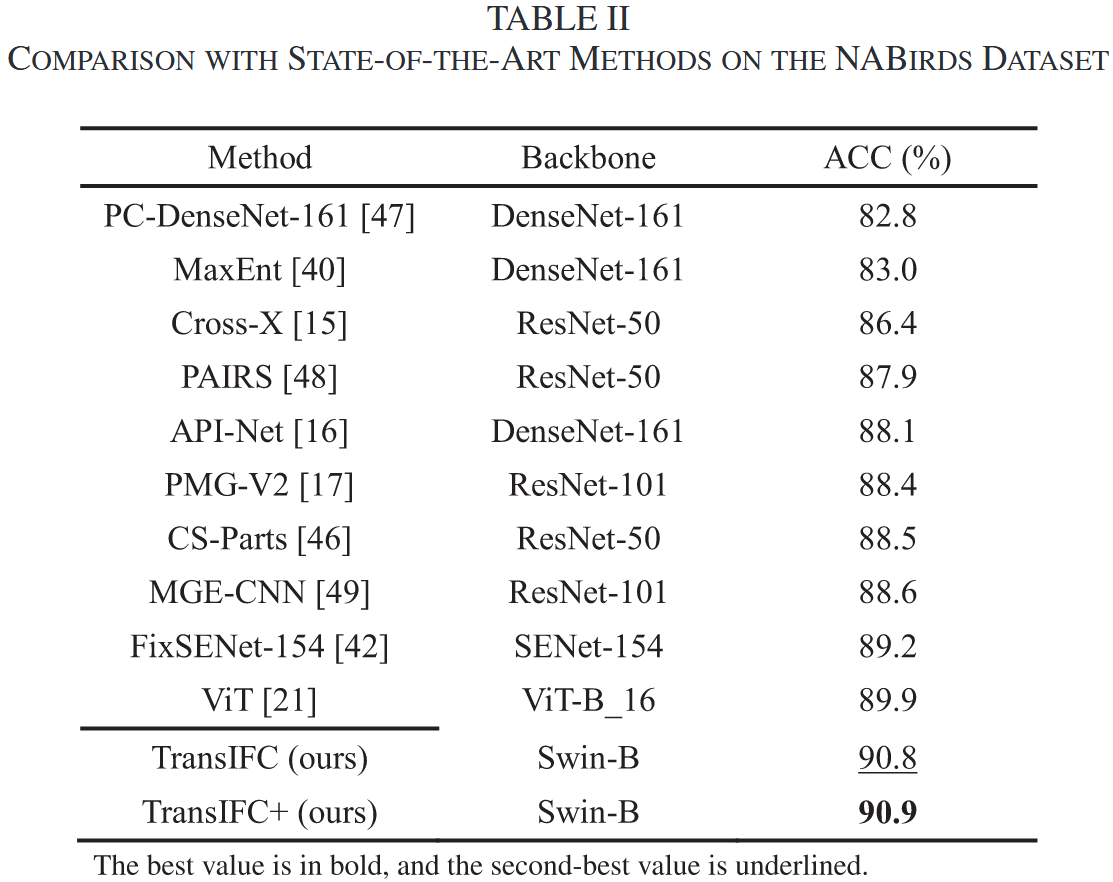 TABLE II
COMPARISON WITH STATE-OF-THE-ART METHODS ON THE NABIRDS DATASET
Method Backbone ACC (%)
PC-DenseNet-161 [47] DenseNet-161 82.8
MaxEnt [40] DenseNet-161 83.0
Cross-X [15] ResNet-50 86.4
PAIRS [48] ResNet-50 87.9
API-Net [16] DenseNet-161 88.1
PMG-V2 [17] ResNet-101 88.4
CS-Parts [46] ResNet-50 88.5
MGE-CNN [49] ResNet-101 88.6
FixSENet-154 [42] SENet-154 89.2
ViT [21] ViT-B_16 89.9
TransIFC (ours) Swin-B 90.8
TransIFC+ (ours) Swin-B 90.9
The best value is in bold, and the second-best value is underlined.